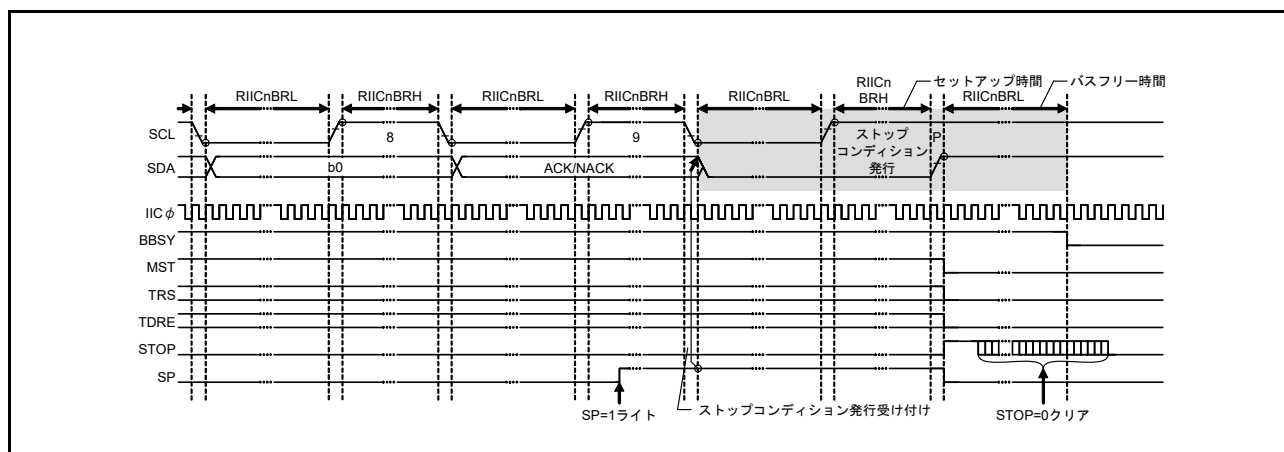 RIICn
BRH
セットアップ時間
バスフリー時間
RIICnBRL
RIICnBRH
RIICnBRL
RIICnBRH
RIICnBRL
RIICnBRL
SCL
8
9
ストップ
コンディション
発行
P
SDA
b0
ACK/NACK
IICφ
BBSY
MST
TRS
TDRE
STOP
SP
SP=1ライト
ストップコンディション発行受け付け
STOP=0クリア